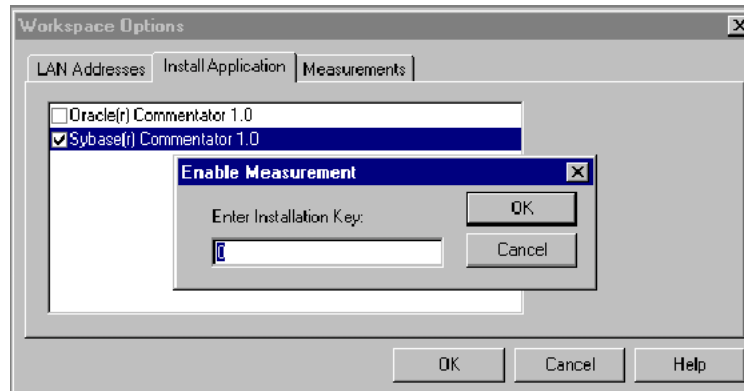 Workspace Options
LAN Addresses Install Application Measurements
Oracle(r) Commentator 1.0
Sybase(r) Commentator 1.0
Enable Measurement
Enter Installation Key:
OK
0
Cancel
OK Cancel Help